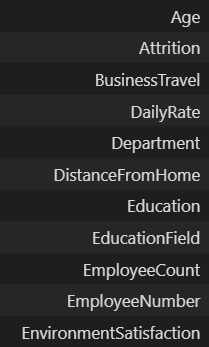 Age
Attrition
BusinessTravel
DailyRate
Department
DistanceFromHome
Education
EducationField
EmployeeCount
EmployeeNumber
EnvironmentSatisfaction